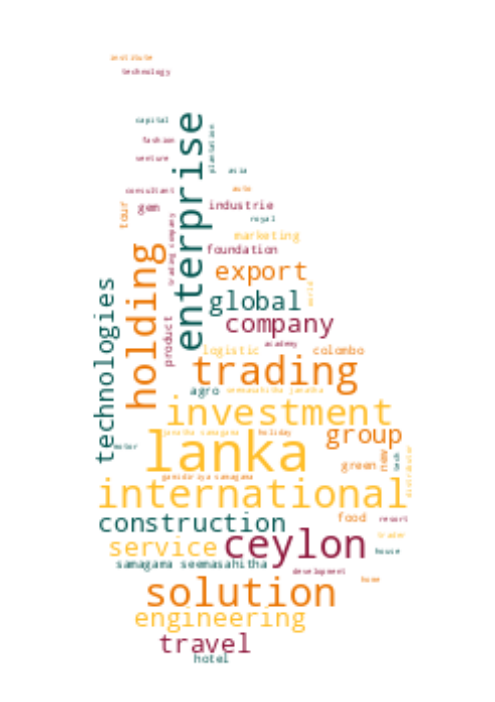 institute
technology
capital
enterprise
plantations
fashion
venture
asia
consultant
auto
tour
gem
industrie
royal
trading company
marketing
foundation
holding
export
world
technologies
global
product
company
academy
logistic
colombo
trading
agro
seemasahitha janatha
investment
janatha samagama
holiday
group
motor
lanka
new
tech
green
distributor
gamidiriya samagama
international
construction
food
resort
ceylon
trader
service
house
samagama seemasahitha
development
home
solution
engineering
travel
hotel